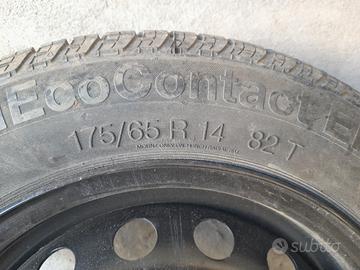 EcoContact E
175/65 R 14 82 T
subito